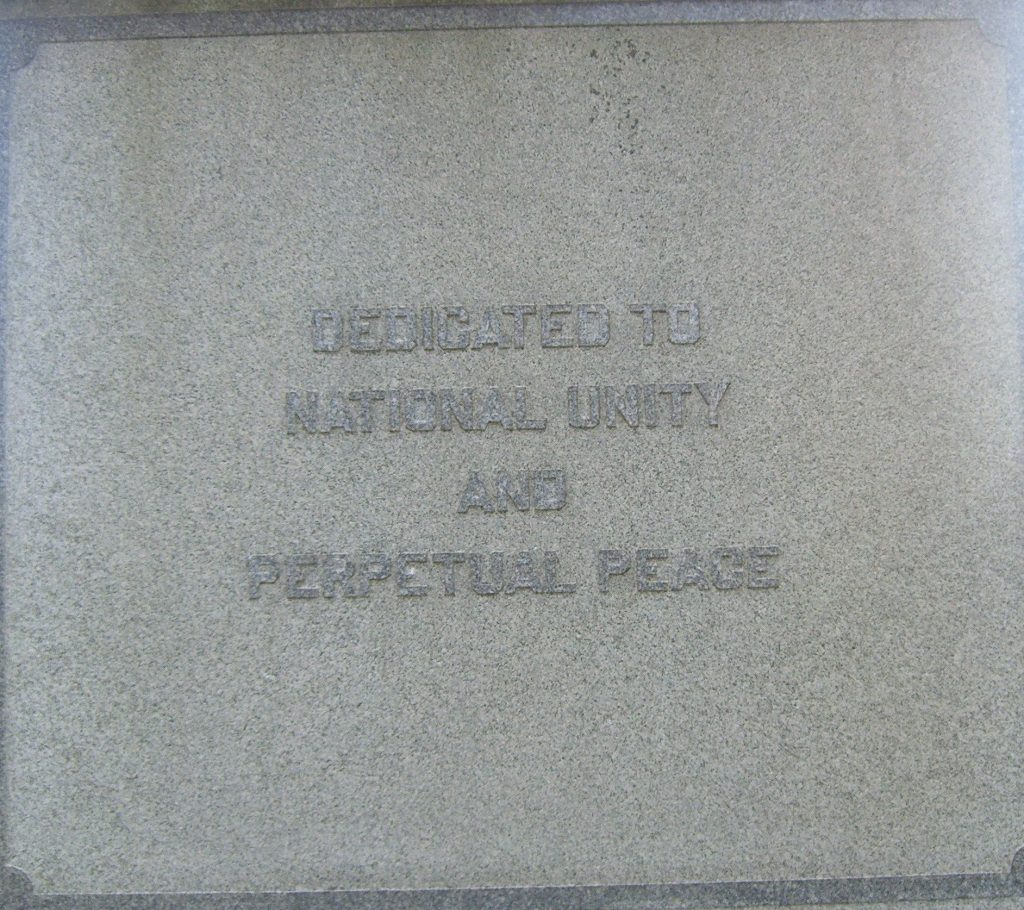 DEDICATED TO
NATIONAL UNITY
AND
PERPETUAL PEACE